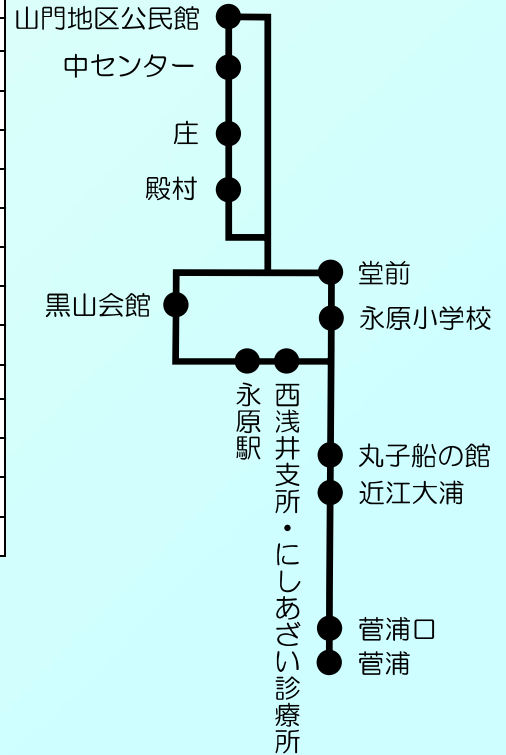 山門地区公民館
中センター
庄
殿村
堂前
黒山会館
永原小学校
永原駅
西浅井支所・にしあざい診療所
丸子船の館
近江大浦
菅浦口
菅浦